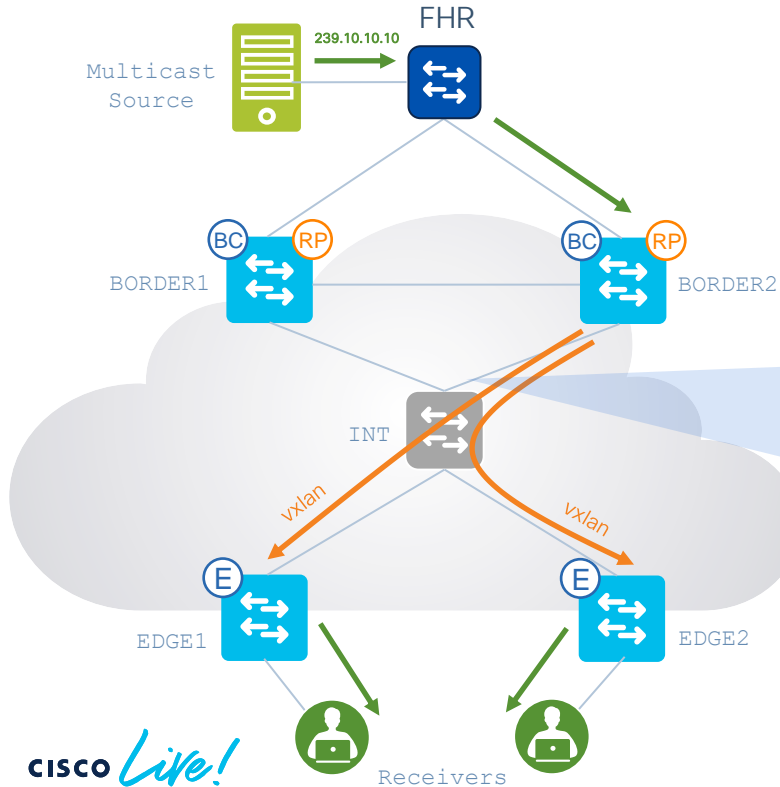 FHR
239.10.10.10
Multicast
Source
BC
RP
BC
RP
BORDER1
BORDER2
INT
vxlan
vxlan
E
E
EDGE1
EDGE2
Receivers
CISCO Live!